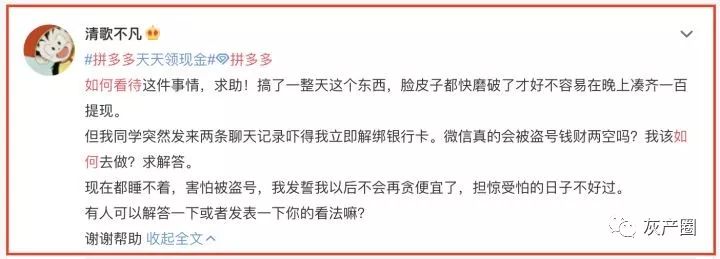 清歌不凡
#拼多多天天领现金#拼多多
如何看待这件事情，求助！搞了一整天这个东西，脸皮子都快磨破了才好不容易在晚上凑齐一百
提现。
但我同学突然发来两条聊天记录吓得我立即解绑银行卡。微信真的会被盗号钱财两空吗？我该如
何去做？求解答。
现在都睡不着，害怕被盗号，我发誓我以后不会再贪便宜了，担惊受怕的日子不好过。
有人可以解答一下或者发表一下你的看法嘛？
谢谢帮助 收起全文
灰产圈